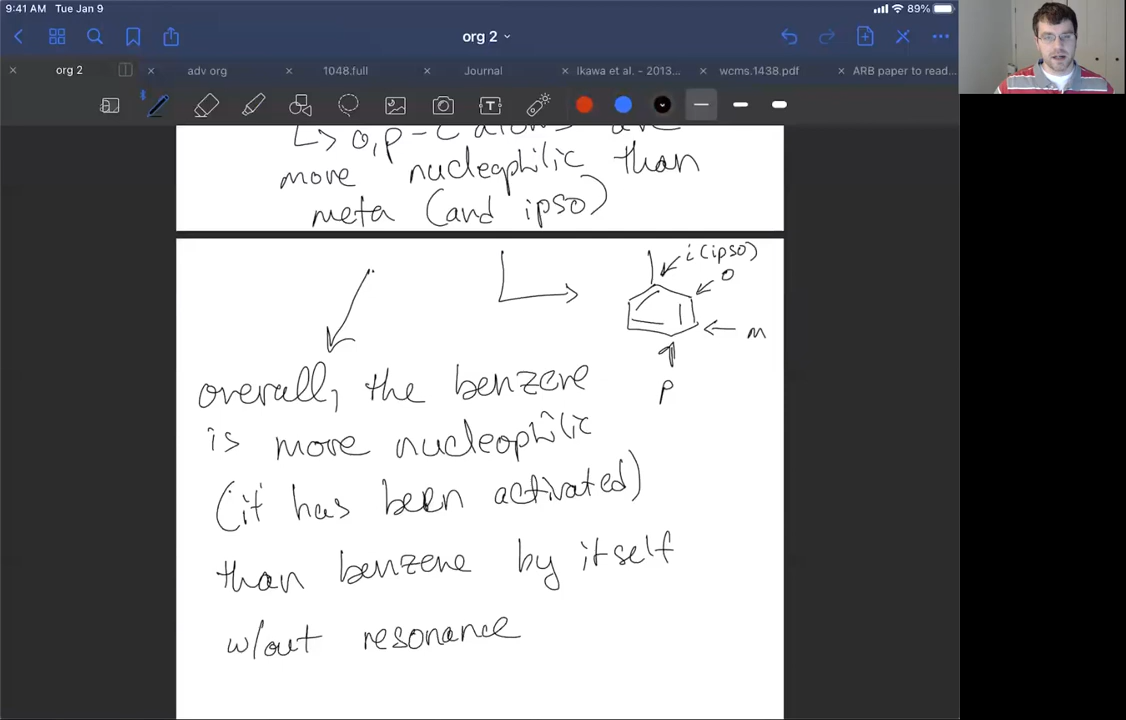 9:41 AM Tue Jan 9
89%
org 2
org 2
adv org
1048.full
Journal
Ikawa et al. - 2013...
wcms.1438.pdf
ARB paper to read...
↳ o,p-C atoms are
more nucleophilic than
meta (and ipso)
i (ipso)
o
m
p
overall, the benzene
is more nucleophilic
(it has been activated)
than benzene by itself
w/out resonance